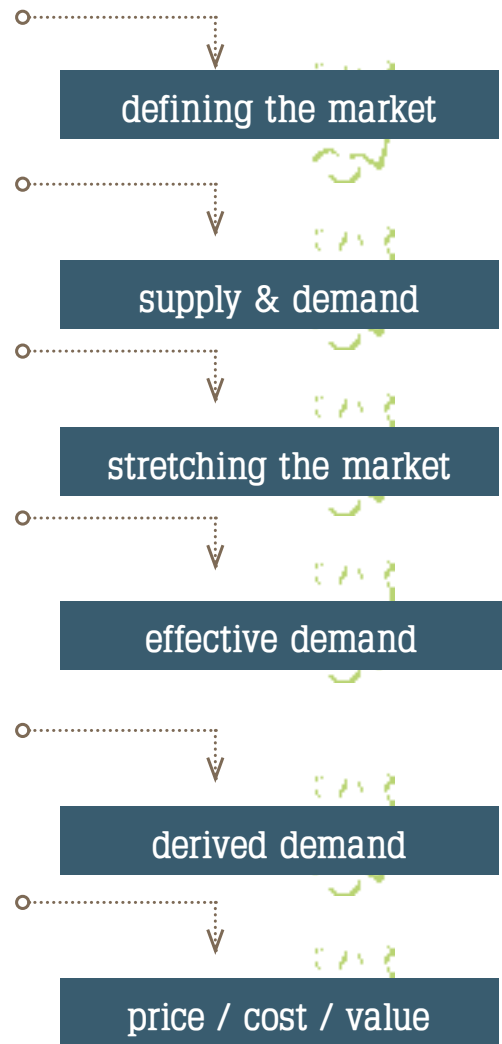 defining the market
supply & demand
stretching the market
effective demand
derived demand
price / cost / value